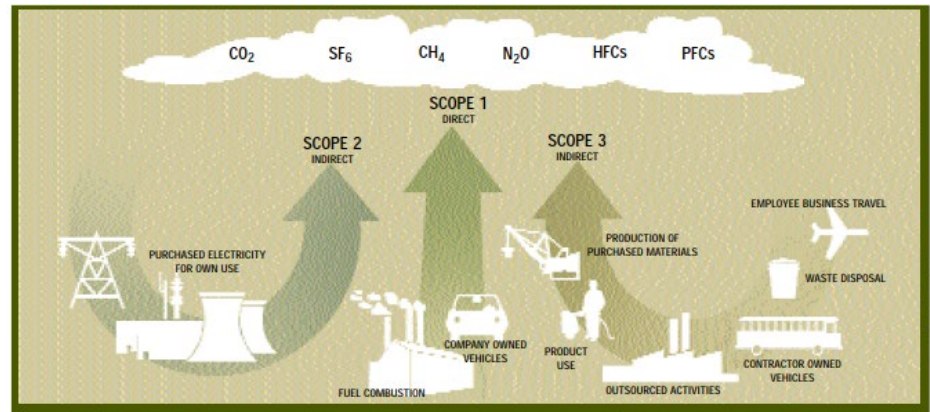 CO₂ SF₆ CH₄ N₂O HFCs PFCs
SCOPE 1
DIRECT
SCOPE 2
INDIRECT
SCOPE 3
INDIRECT
EMPLOYEE BUSINESS TRAVEL
PURCHASED ELECTRICITY
FOR OWN USE
PRODUCTION OF
PURCHASED MATERIALS
WASTE DISPOSAL
COMPANY OWNED
VEHICLES
PRODUCT
USE
CONTRACTOR OWNED
VEHICLES
FUEL COMBUSTION
OUTSOURCED ACTIVITIES